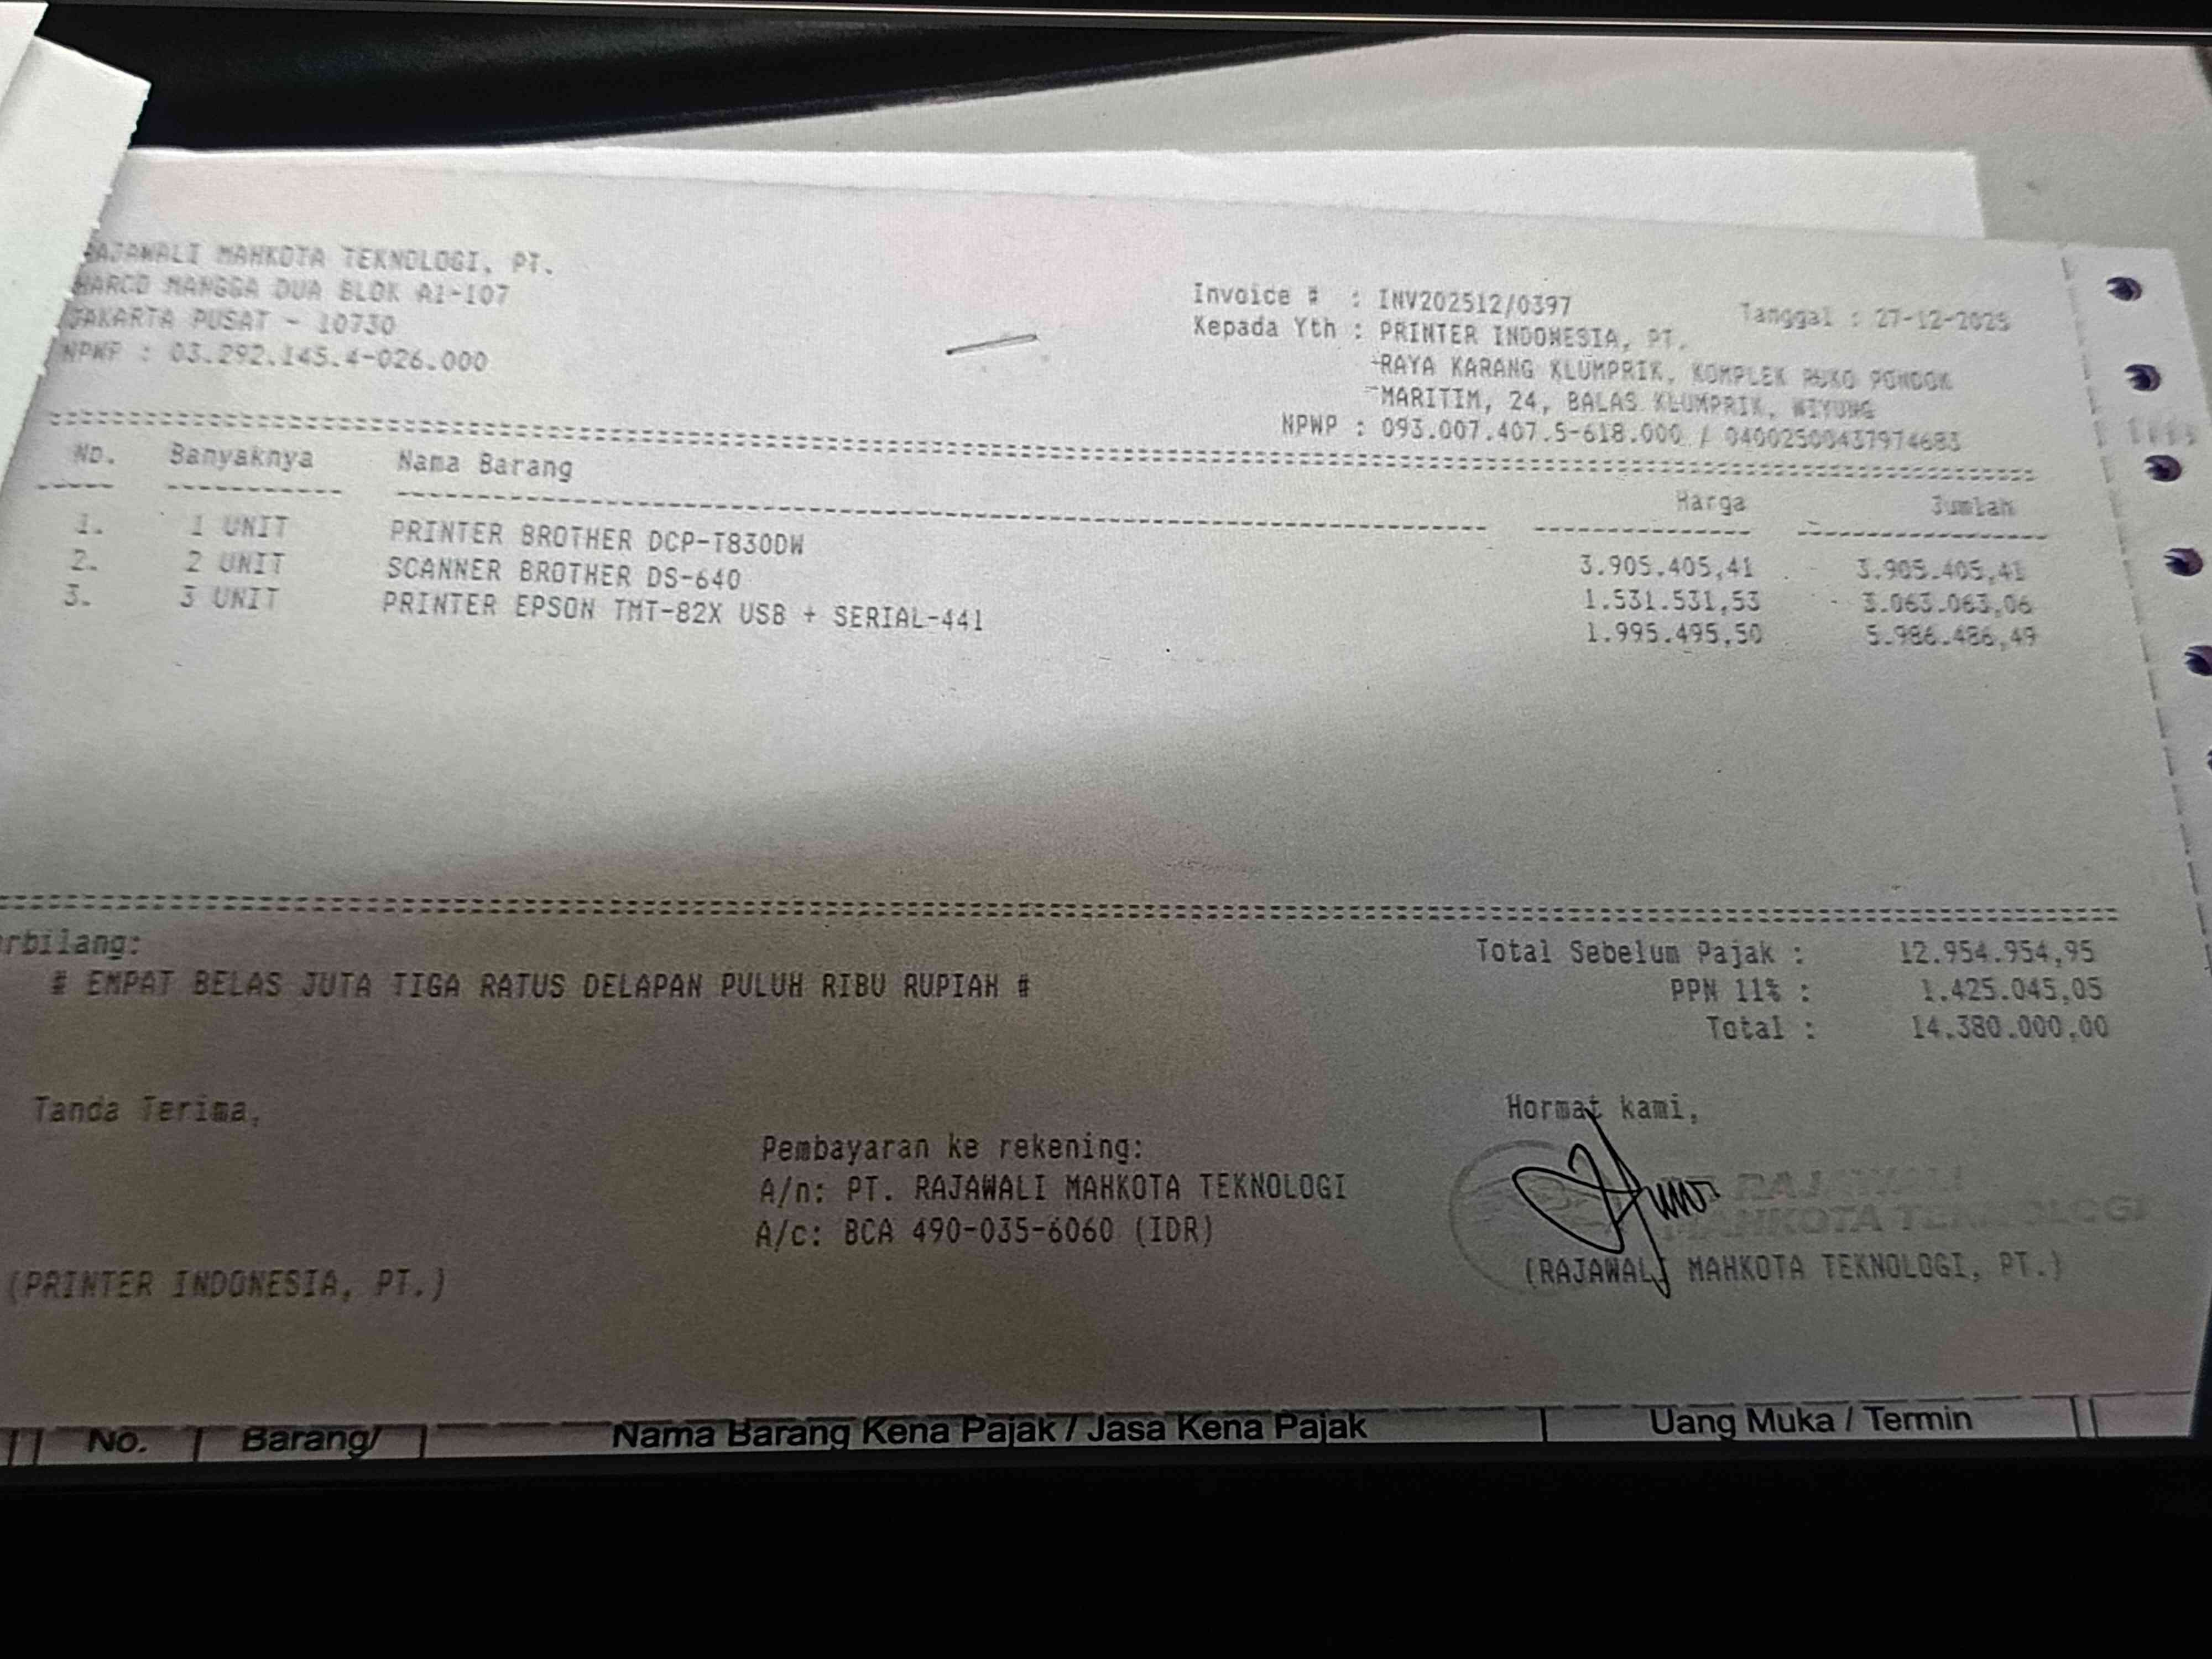 RAJAWALI MAHKOTA TEKNOLOGI, PT.
HARCO MANGGA DUA BLOK A1-107
JAKARTA PUSAT - 10730
NPWP : 03.292.145.4-026.000
Invoice # : INV202512/0397
Tanggal : 27-12-2025
Kepada Yth : PRINTER INDONESIA, PT.
RAYA KARANG KLUMPRIK, KOMPLEK RUKO PONDOK
MARITIM, 24, BALAS KLUMPRIK, WIYUNG
NPWP : 093.007.407.5-618.000 / 04002500437974683
No. Banyaknya Nama Barang Harga Jumlah
1. 1 UNIT PRINTER BROTHER DCP-T830DW 3.905.405,41 3.905.405,41
2. 2 UNIT SCANNER BROTHER DS-640 1.531.531,53 3.063.063,06
3. 3 UNIT PRINTER EPSON TMT-82X USB + SERIAL-441 1.995.495,50 5.986.486,49
rbilang:
# EMPAT BELAS JUTA TIGA RATUS DELAPAN PULUH RIBU RUPIAH #
Total Sebelum Pajak : 12.954.954,95
PPN 11% : 1.425.045,05
Total : 14.380.000,00
Tanda Terima,
Pembayaran ke rekening:
A/n: PT. RAJAWALI MAHKOTA TEKNOLOGI
A/c: BCA 490-035-6060 (IDR)
Hormat kami,
RAJAWALI
MAHKOTA TEKNOLOGI
(PRINTER INDONESIA, PT.)
(RAJAWALI MAHKOTA TEKNOLOGI, PT.)
No. Barang/ Nama Barang Kena Pajak / Jasa Kena Pajak Uang Muka / Termin